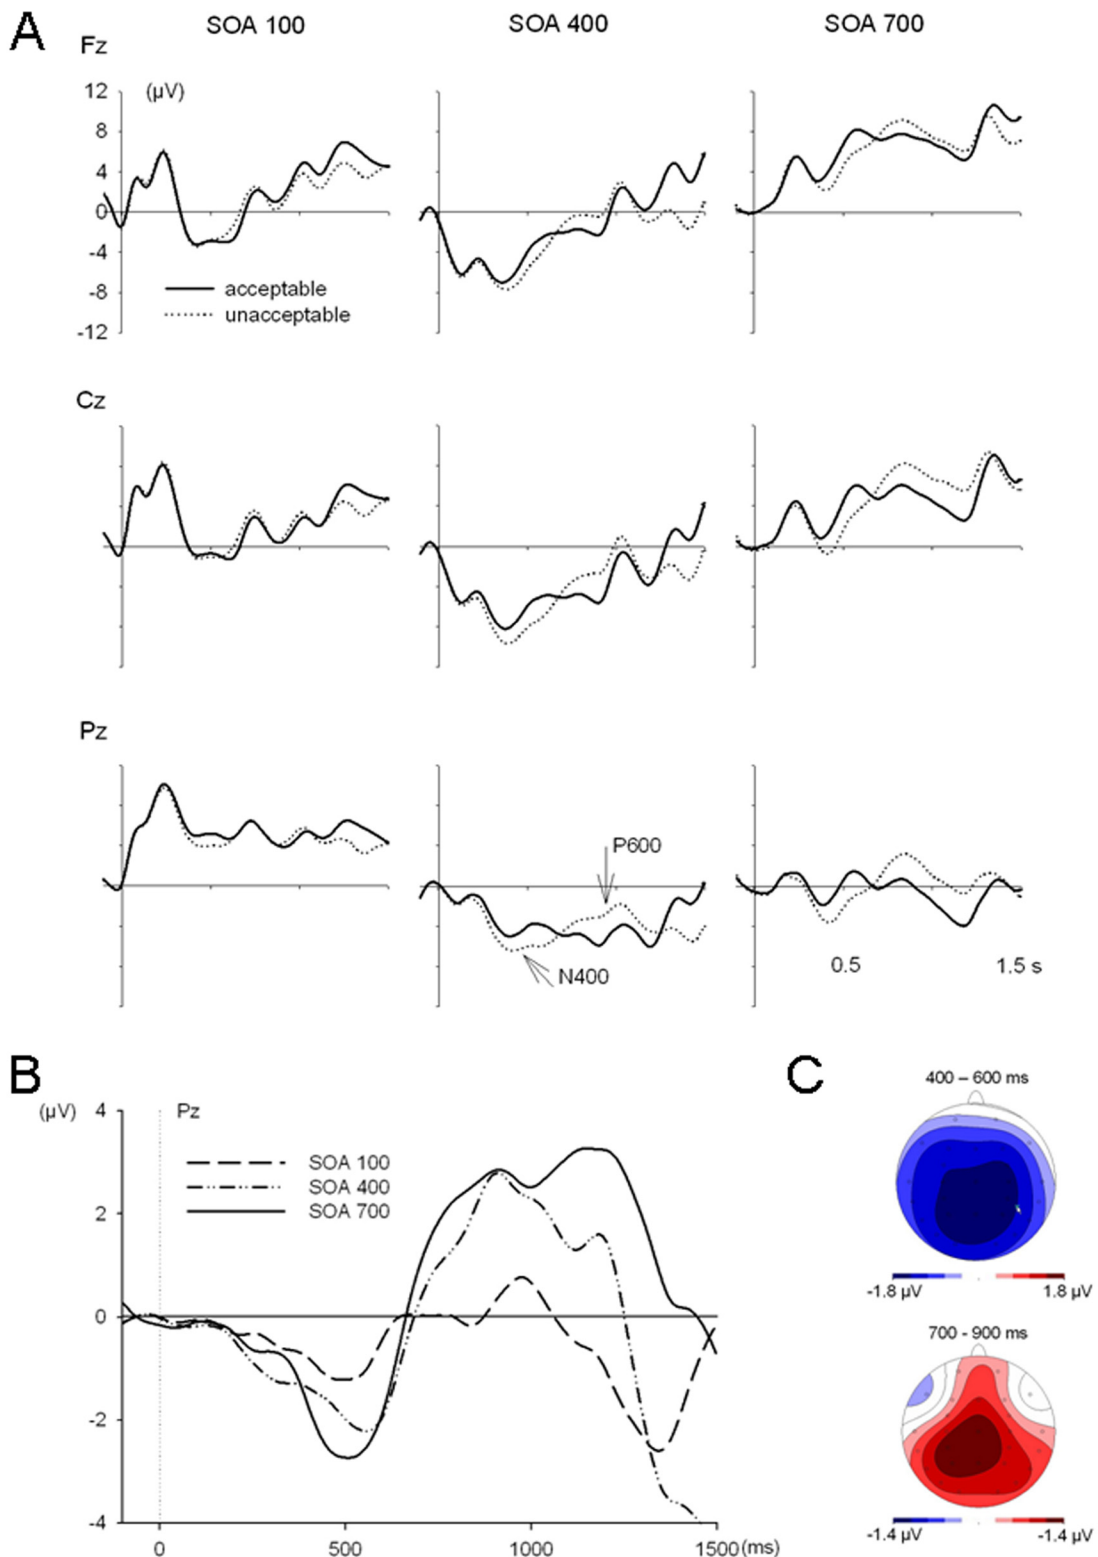 A
SOA 100 SOA 400 SOA 700
Fz
(µV)
12
8
4
0
-4
-8
-12
acceptable
unacceptable
Cz
Pz
P600
N400
0.5 1.5 s
B
(µV)
Pz
4
2
0
-2
-4
SOA 100
SOA 400
SOA 700
0 500 1000 1500 (ms)
C
400 – 600 ms
-1.8 µV 1.8 µV
700 - 900 ms
-1.4 µV -1.4 µV